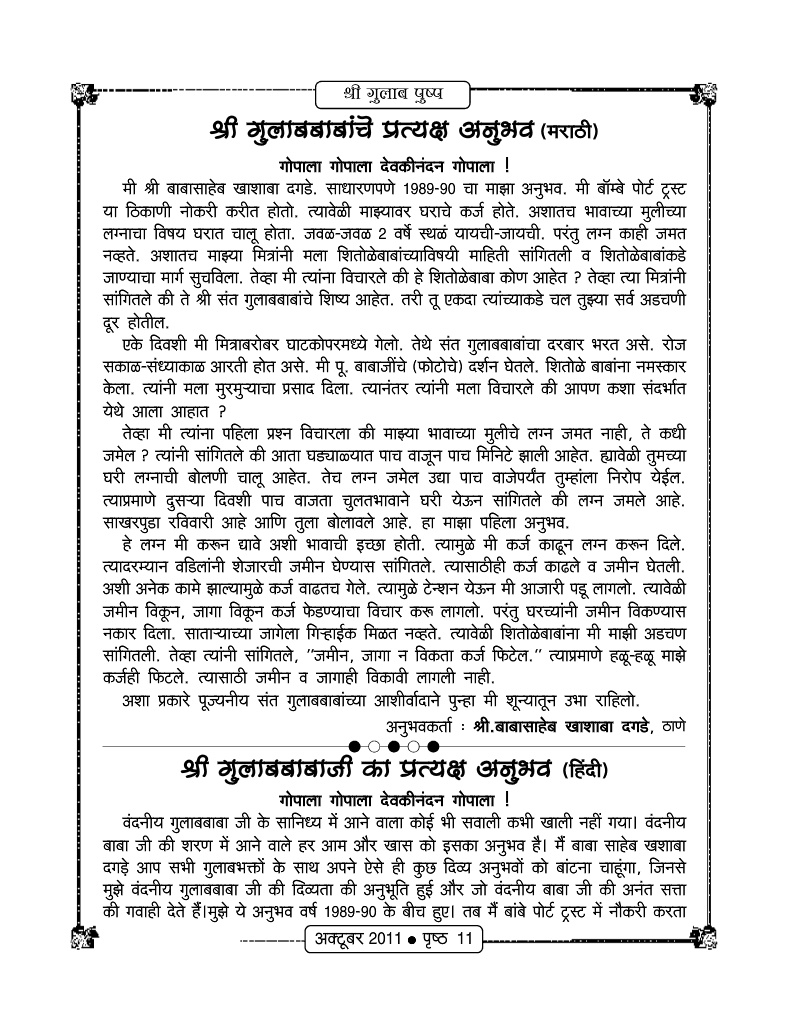 श्री गुलाब पुष्प
श्री गुलाबबाबांचे प्रत्यक्ष अनुभव (मराठी)
गोपाला गोपाला देवकीनंदन गोपाला !
मी श्री बाबासाहेब खाशाबा दगडे. साधारणपणे 1989-90 चा माझा अनुभव. मी बॉम्बे पोर्ट ट्रस्ट
या ठिकाणी नोकरी करीत होतो. त्यावेळी माझ्यावर घराचे कर्ज होते. अशातच भावाच्या मुलीच्या
लग्नाचा विषय घरात चालू होता. जवळ-जवळ 2 वर्षे स्थळं यायची-जायची. परंतु लग्न काही जमत
नव्हते. अशातच माझ्या मित्रांनी मला शितोळेबाबांच्याविषयी माहिती सांगितली व शितोळेबाबांकडे
जाण्याचा मार्ग सुचविला. तेव्हा मी त्यांना विचारले की हे शितोळेबाबा कोण आहेत ? तेव्हा त्या मित्रांनी
सांगितले की ते श्री संत गुलाबबाबांचे शिष्य आहेत. तरी तू एकदा त्यांच्याकडे चल तुझ्या सर्व अडचणी
दूर होतील.
एके दिवशी मी मित्राबरोबर घाटकोपरमध्ये गेलो. तेथे संत गुलाबबाबांचा दरबार भरत असे. रोज
सकाळ-संध्याकाळ आरती होत असे. मी पू. बाबाजींचे (फोटोचे) दर्शन घेतले. शितोळे बाबांना नमस्कार
केला. त्यांनी मला मुरमुऱ्याचा प्रसाद दिला. त्यानंतर त्यांनी मला विचारले की आपण कशा संदर्भात
येथे आला आहात ?
तेव्हा मी त्यांना पहिला प्रश्न विचारला की माझ्या भावाच्या मुलीचे लग्न जमत नाही, ते कधी
जमेल ? त्यांनी सांगितले की आता घड्याळ्यात पाच वाजून पाच मिनिटे झाली आहेत. ह्यावेळी तुमच्या
घरी लग्नाची बोलणी चालू आहेत. तेच लग्न जमेल उद्या पाच वाजेपर्यंत तुम्हांला निरोप येईल.
त्याप्रमाणे दुसऱ्या दिवशी पाच वाजता चुलतभावाने घरी येऊन सांगितले की लग्न जमले आहे.
साखरपुडा रविवारी आहे आणि तुला बोलावले आहे. हा माझा पहिला अनुभव.
हे लग्न मी करून द्यावे अशी भावाची इच्छा होती. त्यामुळे मी कर्ज काढून लग्न करून दिले.
त्यादरम्यान वडिलांनी शेजारची जमीन घेण्यास सांगितले. त्यासाठीही कर्ज काढले व जमीन घेतली.
अशी अनेक कामे झाल्यामुळे कर्ज वाढतच गेले. त्यामुळे टेन्शन येऊन मी आजारी पडू लागलो. त्यावेळी
जमीन विकून, जागा विकून कर्ज फेडण्याचा विचार करू लागलो. परंतु घरच्यांनी जमीन विकण्यास
नकार दिला. साताऱ्याच्या जागेला गिऱ्हाईक मिळत नव्हते. त्यावेळी शितोळेबाबांना मी माझी अडचण
सांगितली. तेव्हा त्यांनी सांगितले, ''जमीन, जागा न विकता कर्ज फिटेल.'' त्याप्रमाणे हळू-हळू माझे
कर्जही फिटले. त्यासाठी जमीन व जागाही विकावी लागली नाही.
अशा प्रकारे पूज्यनीय संत गुलाबबाबांच्या आशीर्वादाने पुन्हा मी शून्यातून उभा राहिलो.
अनुभवकर्ता : श्री.बाबासाहेब खाशाबा दगडे, ठाणे
श्री गुलाबबाबाजी का प्रत्यक्ष अनुभव (हिंदी)
गोपाला गोपाला देवकीनंदन गोपाला !
वंदनीय गुलाबबाबा जी के सानिध्य में आने वाला कोई भी सवाली कभी खाली नहीं गया। वंदनीय
बाबा जी की शरण में आने वाले हर आम और खास को इसका अनुभव है। मैं बाबा साहेब खशाबा
दगड़े आप सभी गुलाबभक्तों के साथ अपने ऐसे ही कुछ दिव्य अनुभवों को बांटना चाहूंगा, जिनसे
मुझे वंदनीय गुलाबबाबा जी की दिव्यता की अनुभूति हुई और जो वंदनीय बाबा जी की अनंत सत्ता
की गवाही देते हैं।मुझे ये अनुभव वर्ष 1989-90 के बीच हुए। तब मैं बांबे पोर्ट ट्रस्ट में नौकरी करता
अक्टूबर 2011 ● पृष्ठ 11